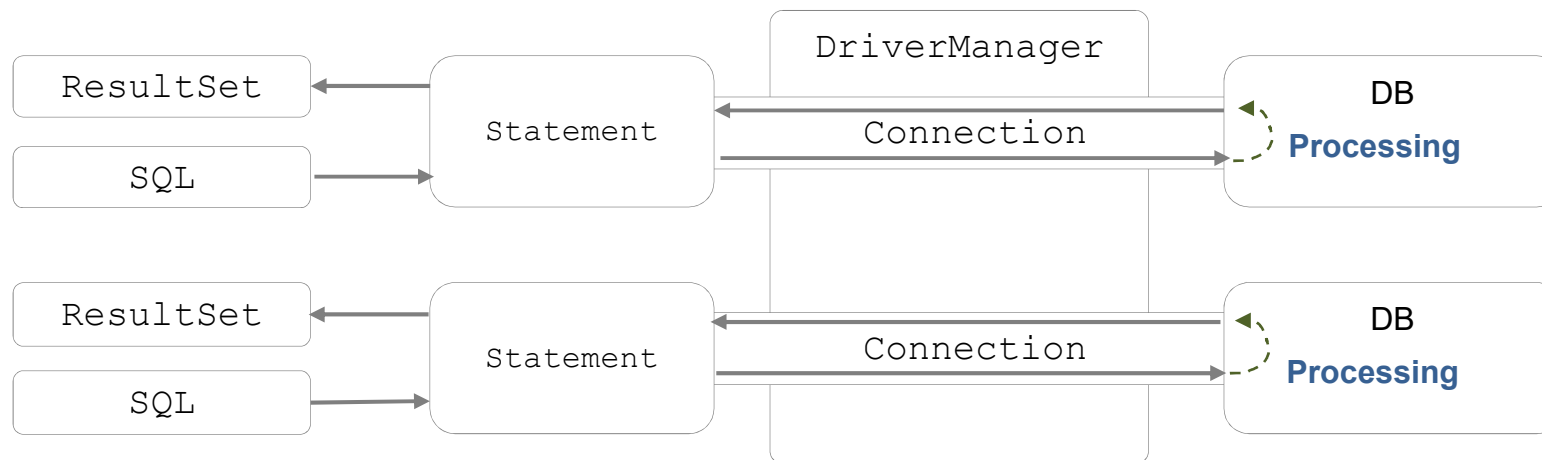 DriverManager
ResultSet
SQL
Statement
Connection
DB
Processing
ResultSet
SQL
Statement
Connection
DB
Processing